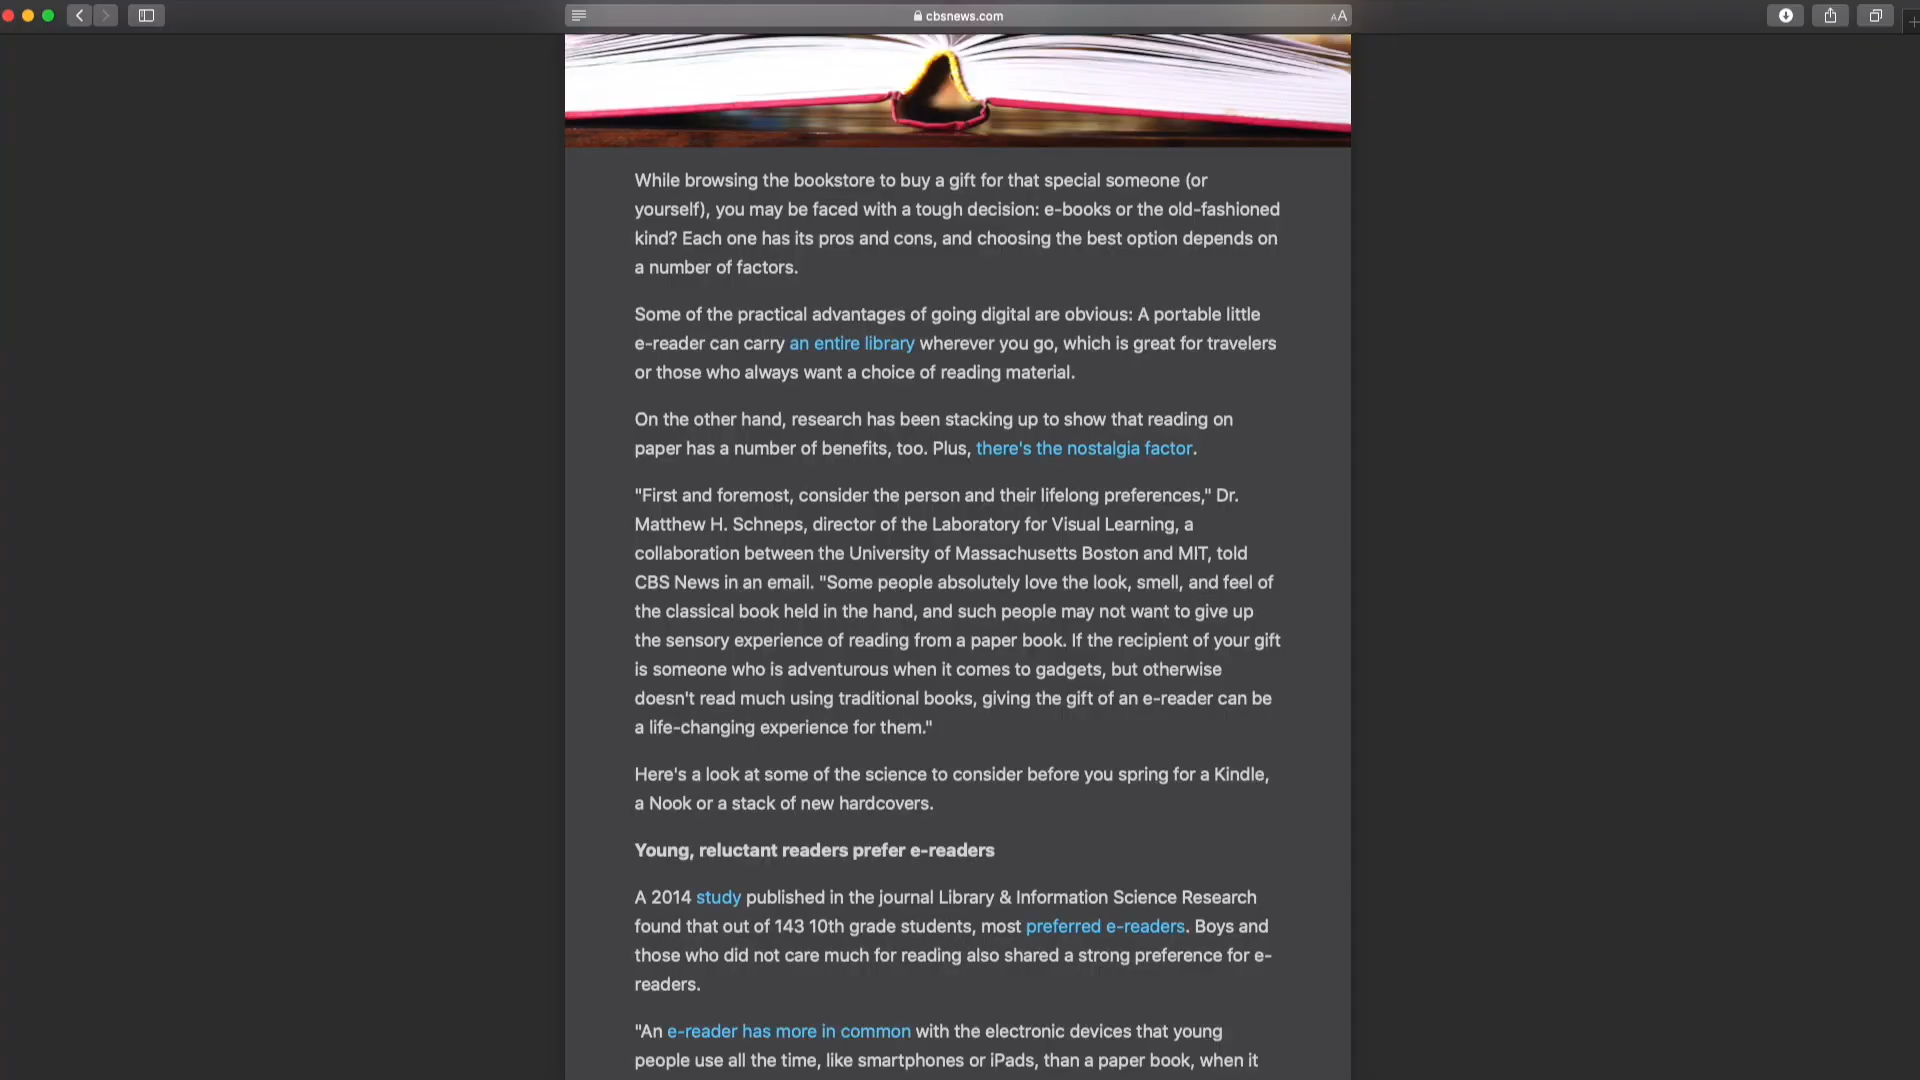 cbsnews.com
AA
While browsing the bookstore to buy a gift for that special someone (or
yourself), you may be faced with a tough decision: e-books or the old-fashioned
kind? Each one has its pros and cons, and choosing the best option depends on
a number of factors.
Some of the practical advantages of going digital are obvious: A portable little
e-reader can carry an entire library wherever you go, which is great for travelers
or those who always want a choice of reading material.
On the other hand, research has been stacking up to show that reading on
paper has a number of benefits, too. Plus, there's the nostalgia factor.
"First and foremost, consider the person and their lifelong preferences," Dr.
Matthew H. Schneps, director of the Laboratory for Visual Learning, a
collaboration between the University of Massachusetts Boston and MIT, told
CBS News in an email. "Some people absolutely love the look, smell, and feel of
the classical book held in the hand, and such people may not want to give up
the sensory experience of reading from a paper book. If the recipient of your gift
is someone who is adventurous when it comes to gadgets, but otherwise
doesn't read much using traditional books, giving the gift of an e-reader can be
a life-changing experience for them."
Here's a look at some of the science to consider before you spring for a Kindle,
a Nook or a stack of new hardcovers.
Young, reluctant readers prefer e-readers
A 2014 study published in the journal Library & Information Science Research
found that out of 143 10th grade students, most preferred e-readers. Boys and
those who did not care much for reading also shared a strong preference for e-
readers.
"An e-reader has more in common with the electronic devices that young
people use all the time, like smartphones or iPads, than a paper book, when it